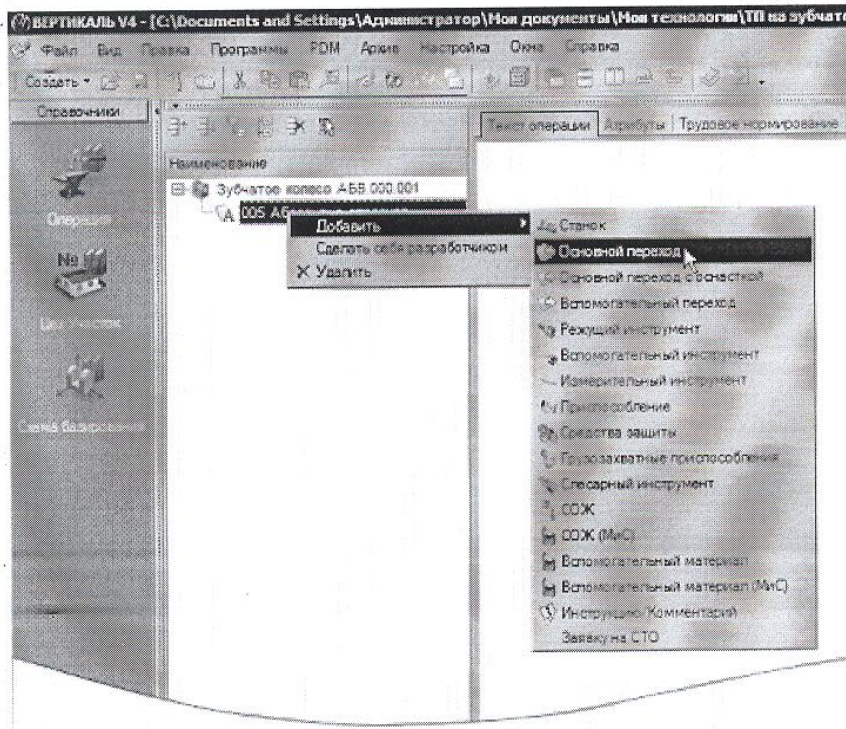 ВЕРТИКАЛЬ V4 - [C:\Documents and Settings\Администратор\Мои документы\Мои технологии\ТП на зубчато
Файл Вид Правка Программы PDM Архив Настройка Окна Справка
Создать
Справочники
Текст операции Атрибуты Трудовое нормирование
Наименование
Зубчатое колесо АБВ 000.001
005
Операция
Цех Участок
Схема базирования
Добавить
Сделать себя разработчиком
Удалить
Станок
Основной переход
Основной переход с оснасткой
Вспомогательный переход
Режущий инструмент
Вспомогательный инструмент
Измерительный инструмент
Приспособление
Средства защиты
Грузозахватные приспособления
Слесарный инструмент
СОЖ
СОЖ (МиС)
Вспомогательный материал
Вспомогательный материал (МиС)
Инструкцию/Комментарий
Заявку на СТО